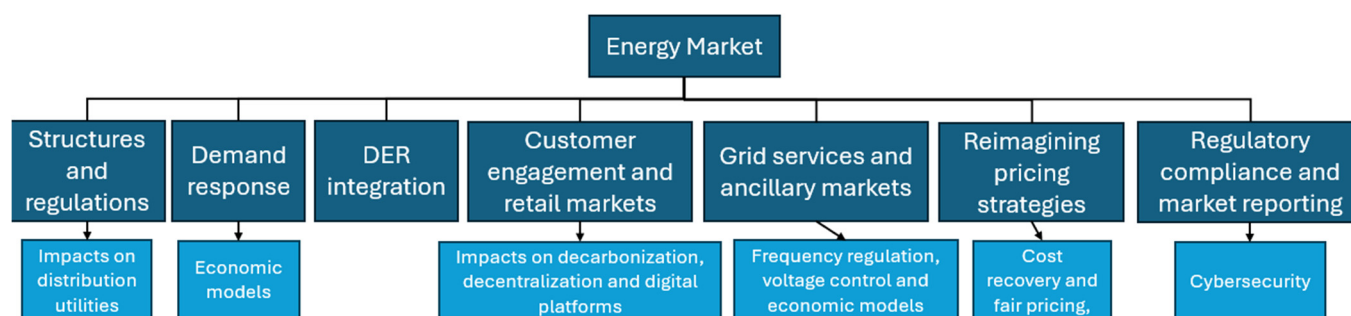 Energy Market
Structures
and
regulations
Demand
response
DER
integration
Customer
engagement and
retail markets
Grid services and
ancillary markets
Reimagining
pricing
strategies
Regulatory
compliance and
market reporting
Impacts on
distribution
utilities
Economic
models
Impacts on decarbonization,
decentralization and digital
platforms
Frequency regulation,
voltage control and
economic models
Cost
recovery and
fair pricing,
Cybersecurity